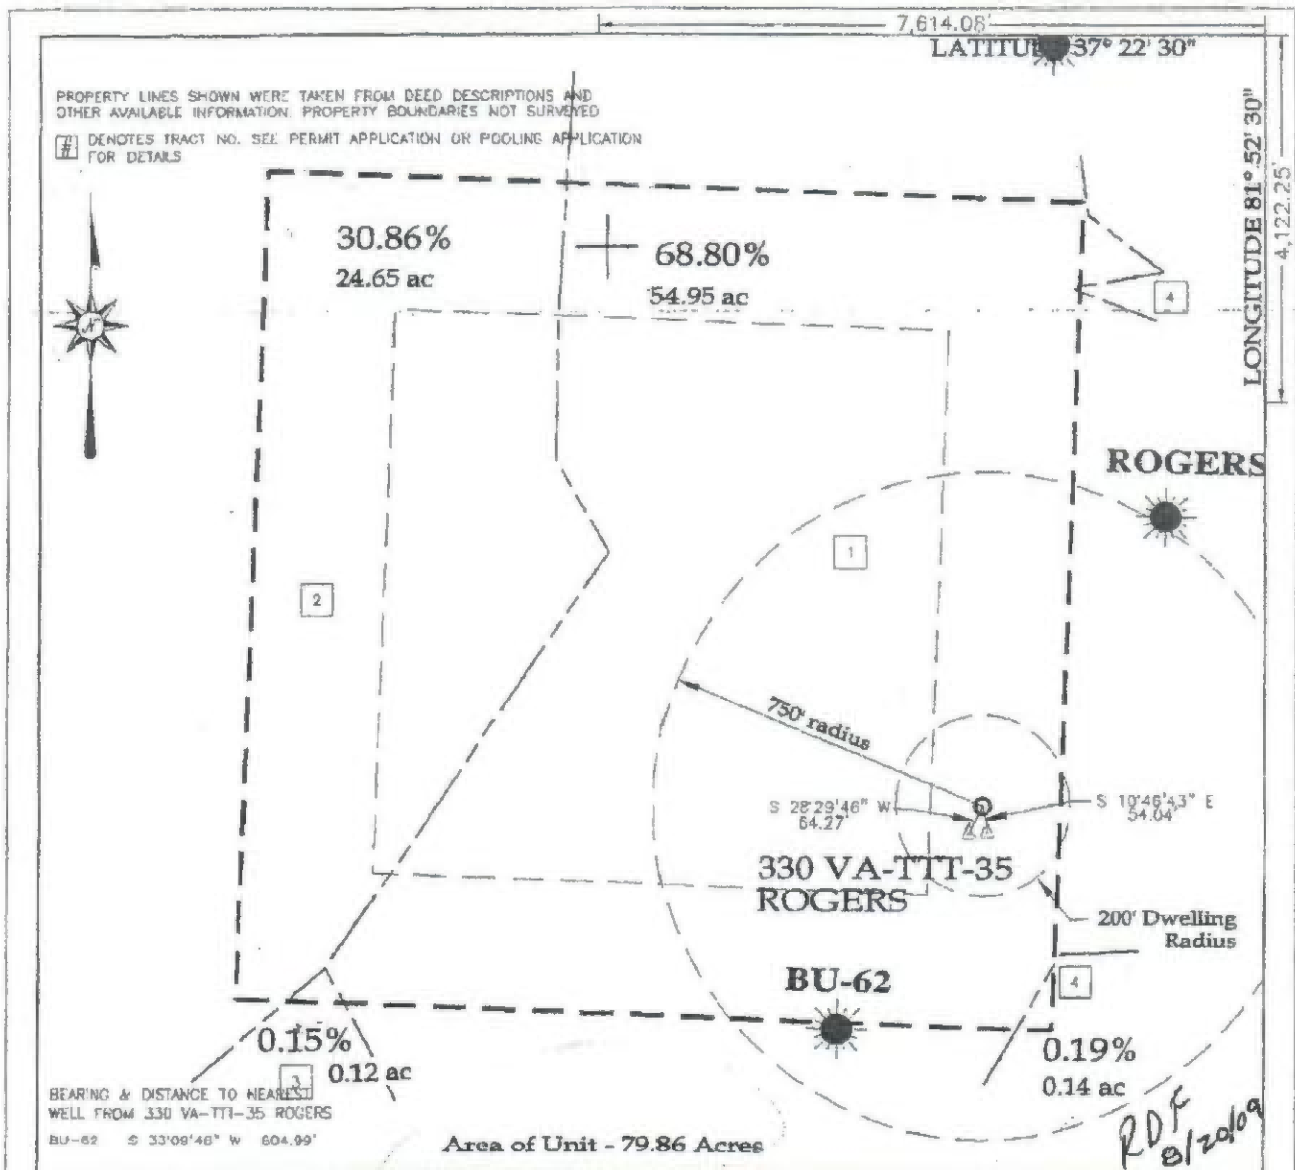 7,614.08'
LATITUDE 37° 22' 30"
PROPERTY LINES SHOWN WERE TAKEN FROM DEED DESCRIPTIONS AND
OTHER AVAILABLE INFORMATION. PROPERTY BOUNDARIES NOT SURVEYED
# DENOTES TRACT NO. SEE PERMIT APPLICATION OR POOLING APPLICATION
FOR DETAILS
LONGITUDE 81° 52' 30"
4,122.25'
30.86%
24.65 ac
68.80%
54.95 ac
4
N
ROGERS
1
2
750' radius
S 28°29'46" W
64.27'
S 10°46'43" E
54.04'
330 VA-TTT-35
ROGERS
200' Dwelling
Radius
BU-62
4
0.15%
0.12 ac
3
0.19%
0.14 ac
BEARING & DISTANCE TO NEAREST
WELL FROM 330 VA-TTT-35 ROGERS
BU-62 S 33°09'46" W 604.99'
Area of Unit - 79.86 Acres
RDF
8/20/09